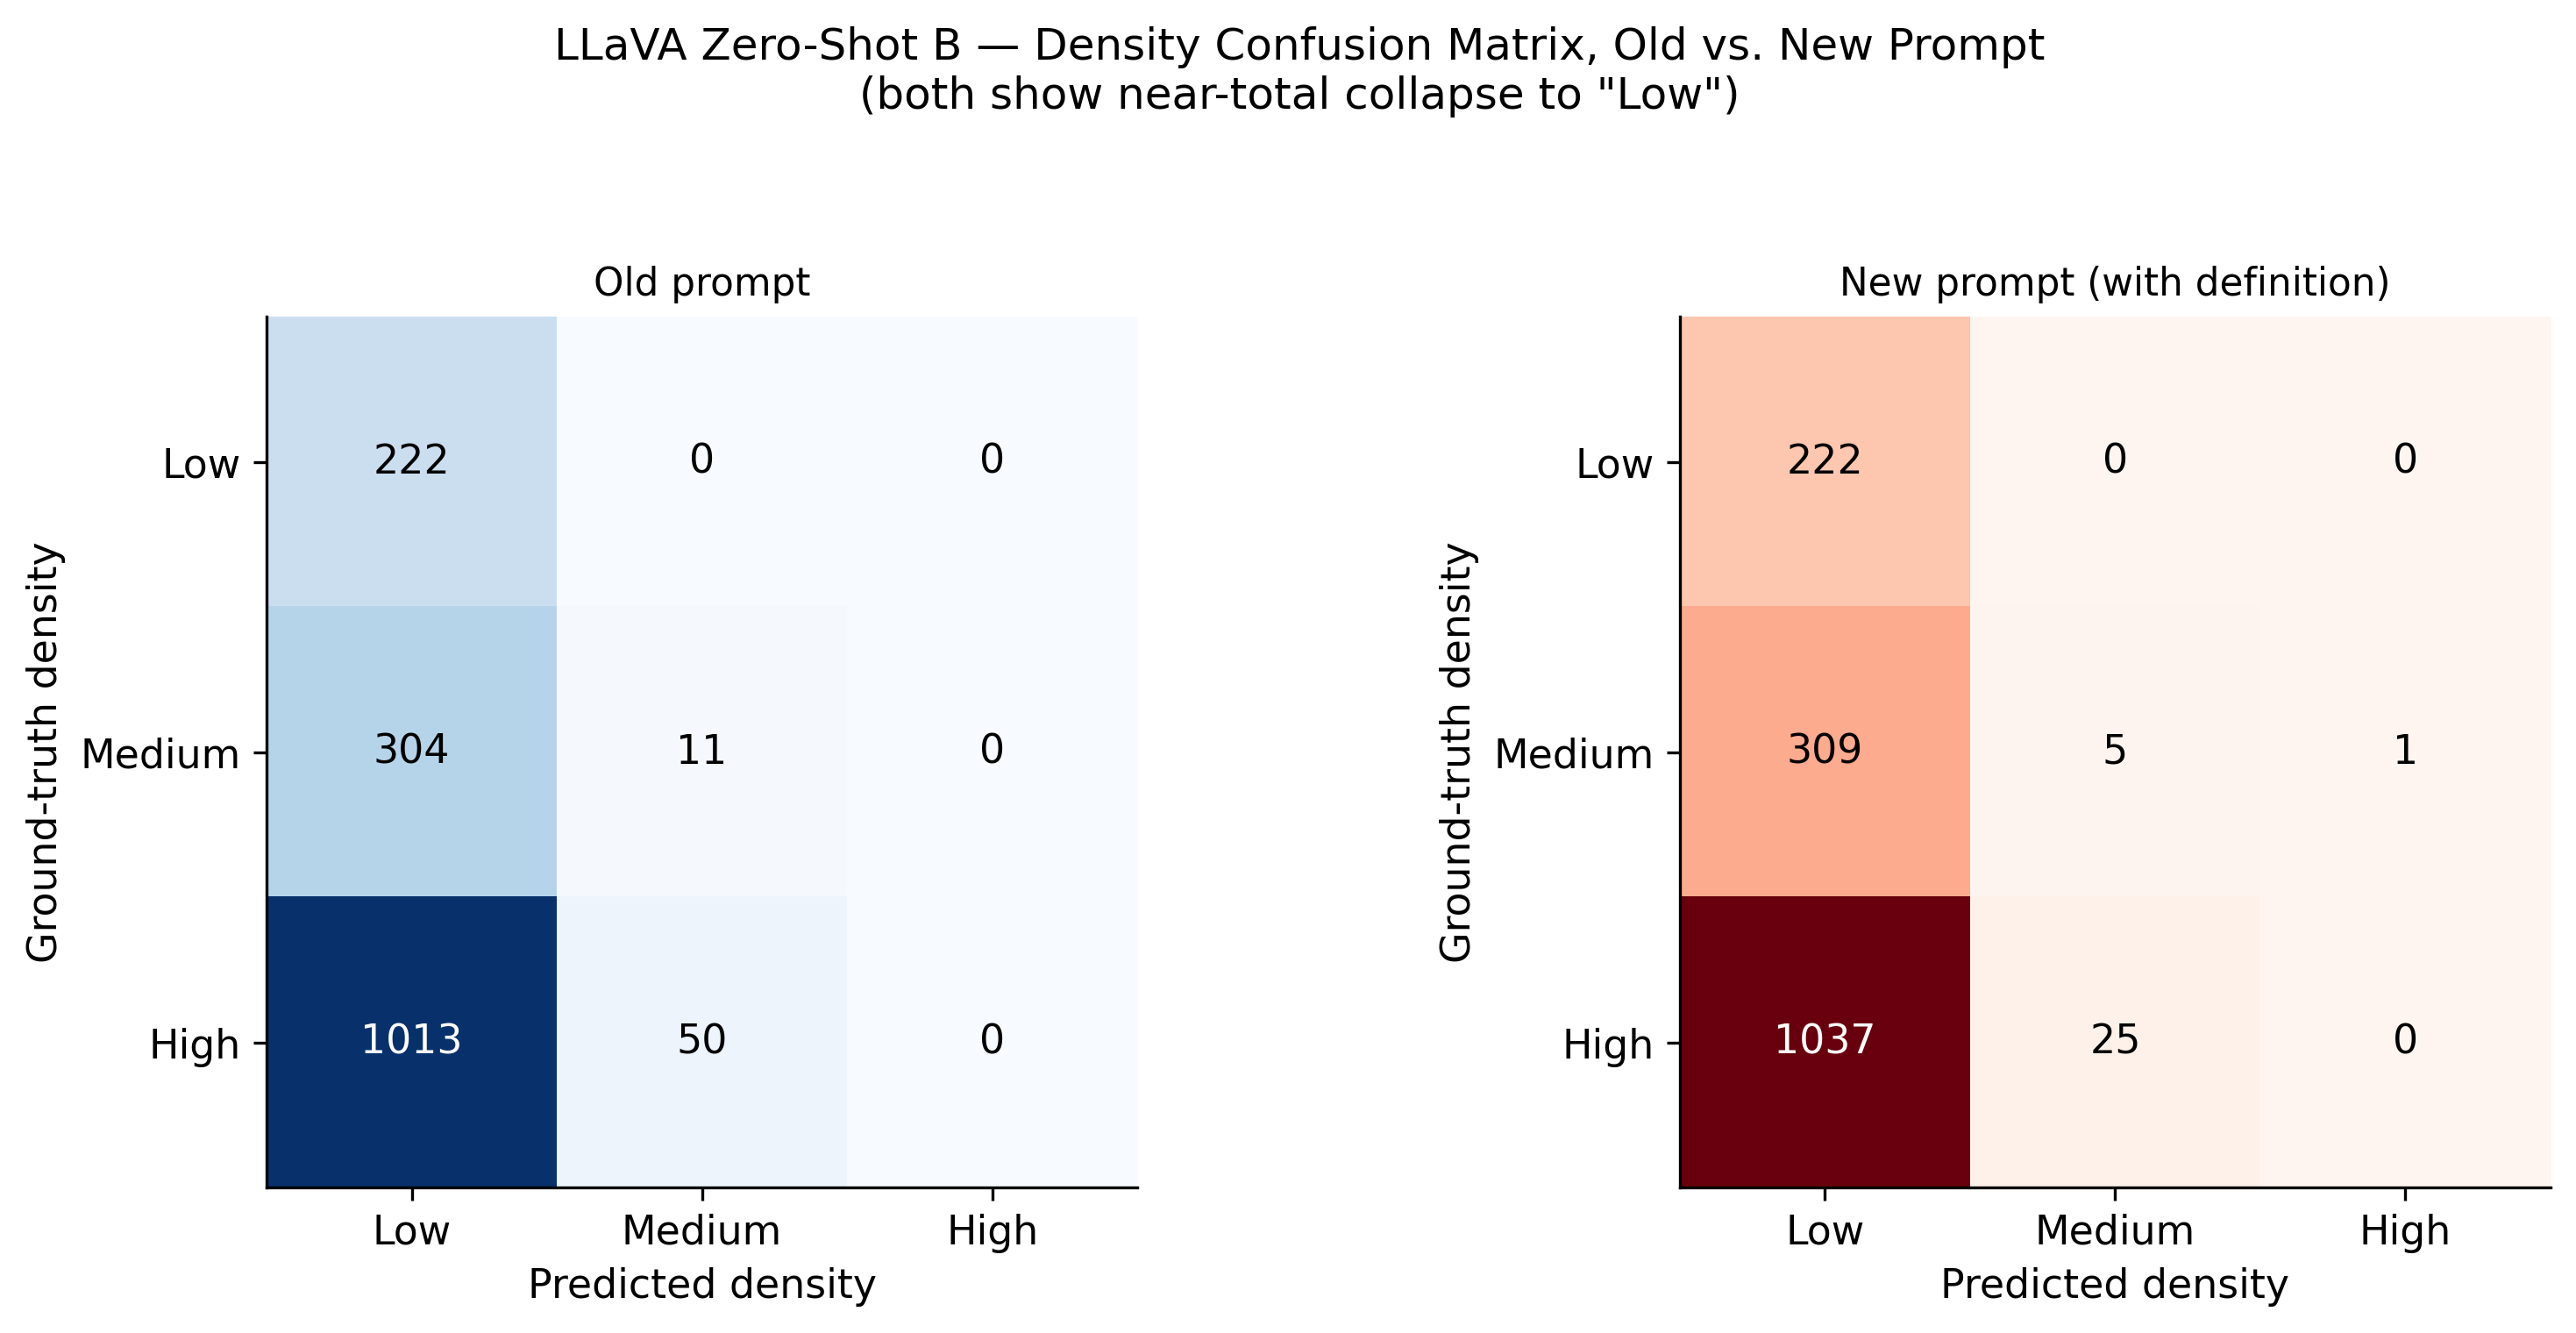 LLaVA Zero-Shot B — Density Confusion Matrix, Old vs. New Prompt
(both show near-total collapse to "Low")
Old prompt
Ground-truth density
Low 222 0 0
Medium 304 11 0
High 1013 50 0
Low Medium High
Predicted density
New prompt (with definition)
Ground-truth density
Low 222 0 0
Medium 309 5 1
High 1037 25 0
Low Medium High
Predicted density